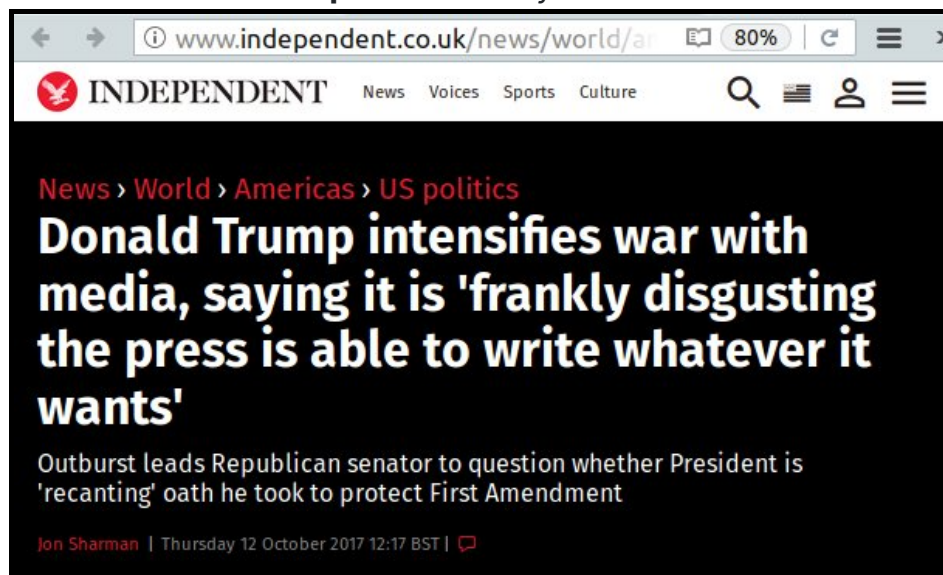 www.independent.co.uk/news/world/ 80%
INDEPENDENT News Voices Sports Culture
News › World › Americas › US politics
Donald Trump intensifies war with
media, saying it is 'frankly disgusting
the press is able to write whatever it
wants'
Outburst leads Republican senator to question whether President is
'recanting' oath he took to protect First Amendment
Jon Sharman | Thursday 12 October 2017 12:17 BST |